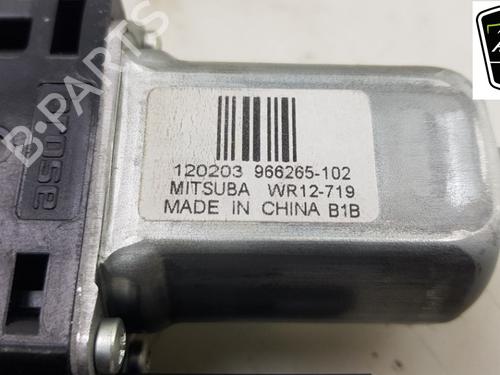 B-PARTS
120203 966265-102
MITSUBA WR12-719
MADE IN CHINA B1B